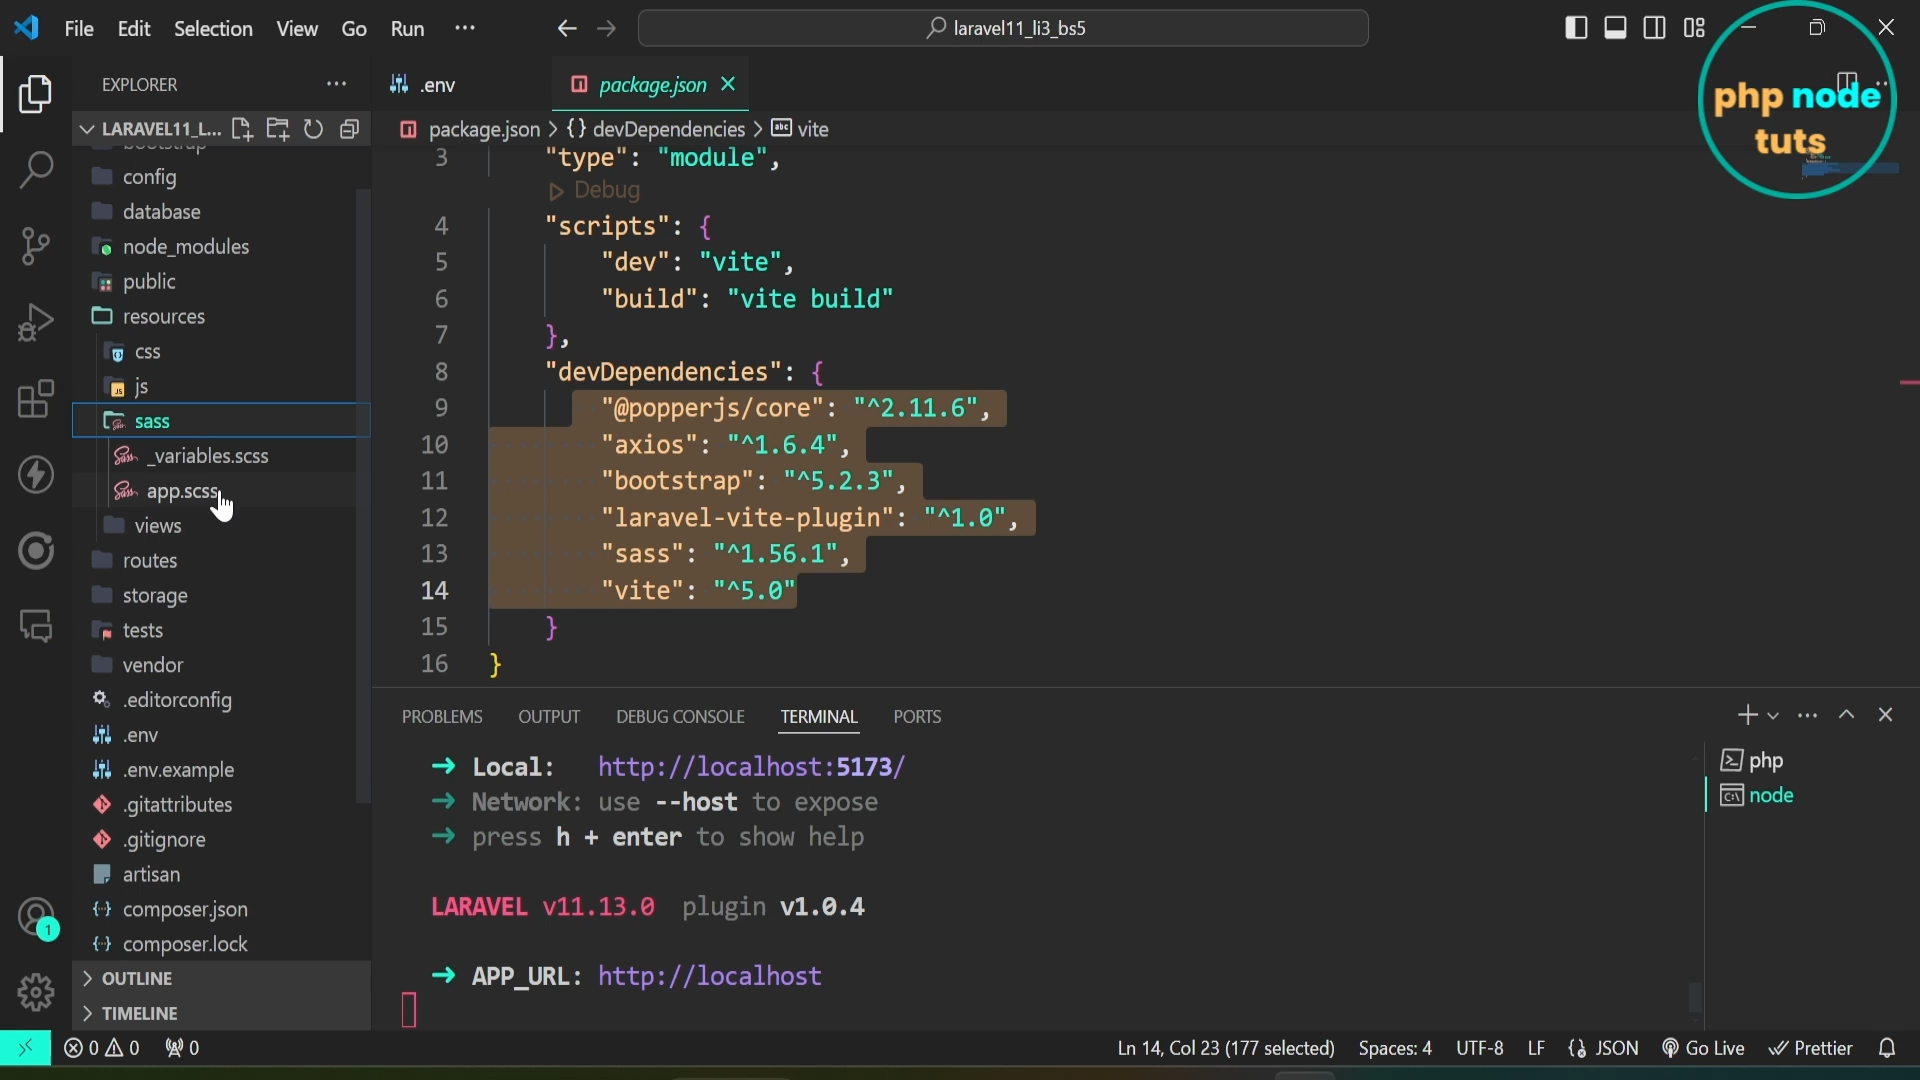 File Edit Selection View Go Run ··· laravel11_li3_bs5
php node
tuts
EXPLORER ···
LARAVEL11_L...
bootstrap
config
database
node_modules
public
resources
css
js
sass
_variables.scss
app.scss
views
routes
storage
tests
vendor
.editorconfig
.env
.env.example
.gitattributes
.gitignore
artisan
composer.json
composer.lock
OUTLINE
TIMELINE
.env package.json
package.json > {} devDependencies > abc vite
3 "type": "module",
Debug
4 "scripts": {
5 "dev": "vite",
6 "build": "vite build"
7 },
8 "devDependencies": {
9 "@popperjs/core": "^2.11.6",
10 "axios": "^1.6.4",
11 "bootstrap": "^5.2.3",
12 "laravel-vite-plugin": "^1.0",
13 "sass": "^1.56.1",
14 "vite": "^5.0"
15 }
16 }
PROBLEMS OUTPUT DEBUG CONSOLE TERMINAL PORTS
➜ Local: http://localhost:5173/
➜ Network: use --host to expose
➜ press h + enter to show help
LARAVEL v11.13.0 plugin v1.0.4
➜ APP_URL: http://localhost
php
node
1
0 0 0 Ln 14, Col 23 (177 selected) Spaces: 4 UTF-8 LF JSON Go Live Prettier